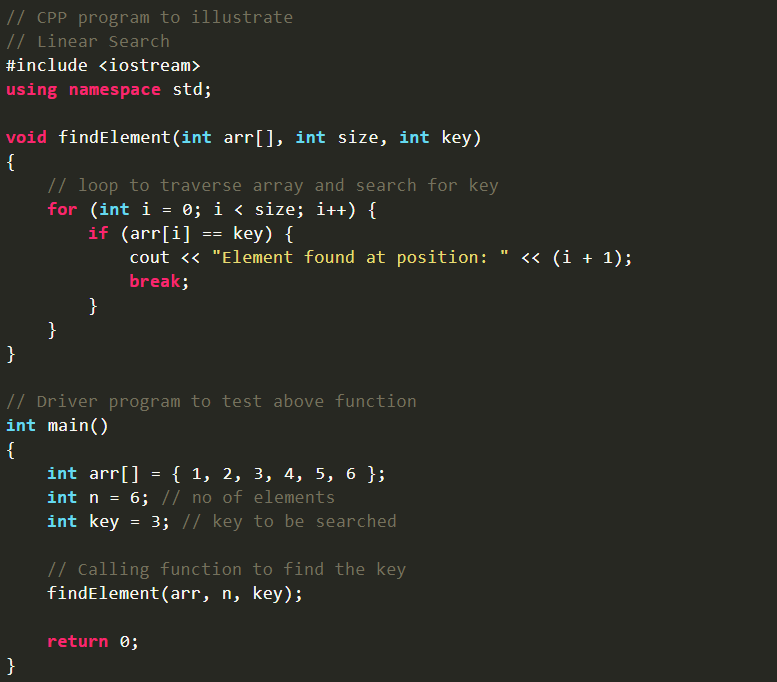 // CPP program to illustrate
// Linear Search
#include <iostream>
using namespace std;

void findElement(int arr[], int size, int key)
{
    // loop to traverse array and search for key
    for (int i = 0; i < size; i++) {
        if (arr[i] == key) {
            cout << "Element found at position: " << (i + 1);
            break;
        }
    }
}

// Driver program to test above function
int main()
{
    int arr[] = { 1, 2, 3, 4, 5, 6 };
    int n = 6; // no of elements
    int key = 3; // key to be searched

    // Calling function to find the key
    findElement(arr, n, key);

    return 0;
}